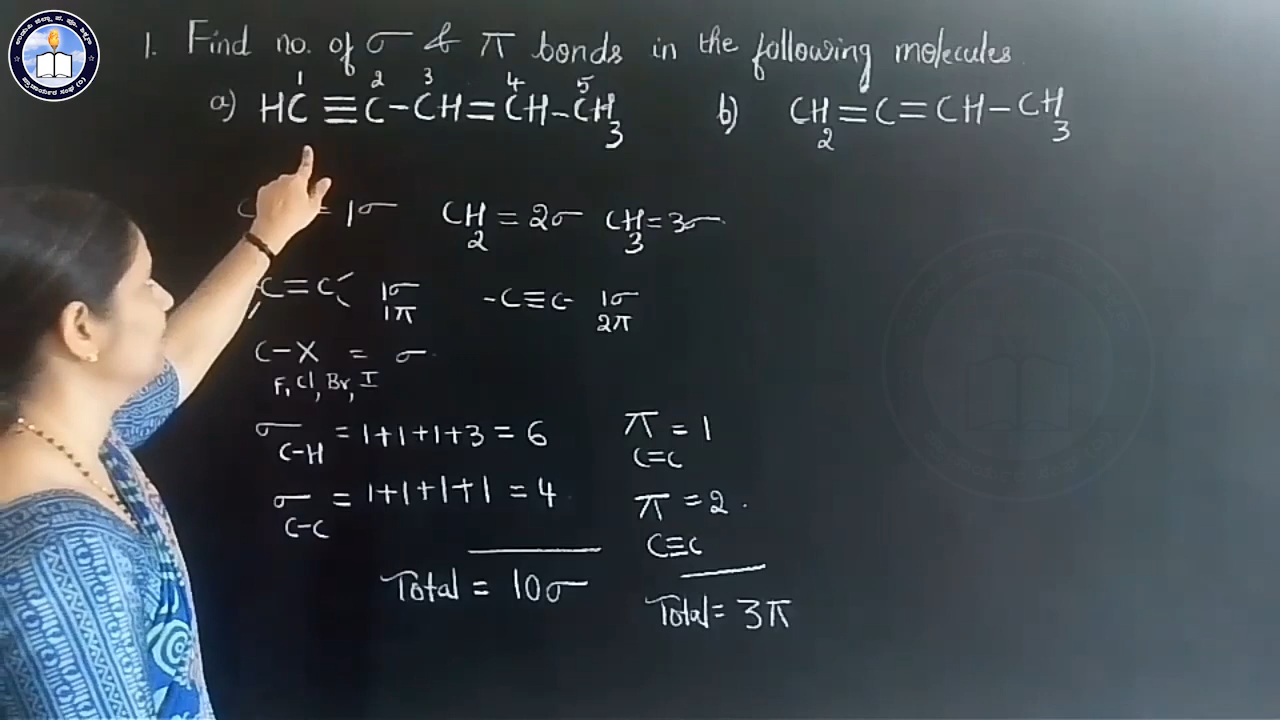 1. Find no. of σ & π bonds in the following molecules
1 2 3 4 5
a) HC ≡ C - CH = CH - CH3 b) CH2 = C = CH - CH3
C = 1σ CH2 = 2σ CH3 = 3σ
C = C 1σ 1π - C ≡ C - 1σ 2π
C - X = σ
F, Cl, Br, I
σ C-H = 1+1+1+3 = 6 π C=C = 1
σ C-C = 1+1+1+1 = 4 π C≡C = 2
Total = 10σ Total = 3π